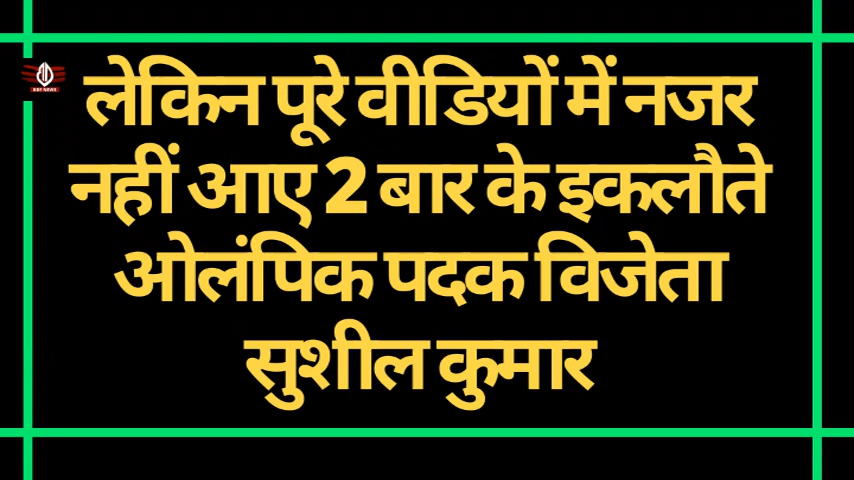 लेकिन पूरे वीडियों में नजर
नहीं आए 2 बार के इकलौते
ओलंपिक पदक विजेता
सुशील कुमार